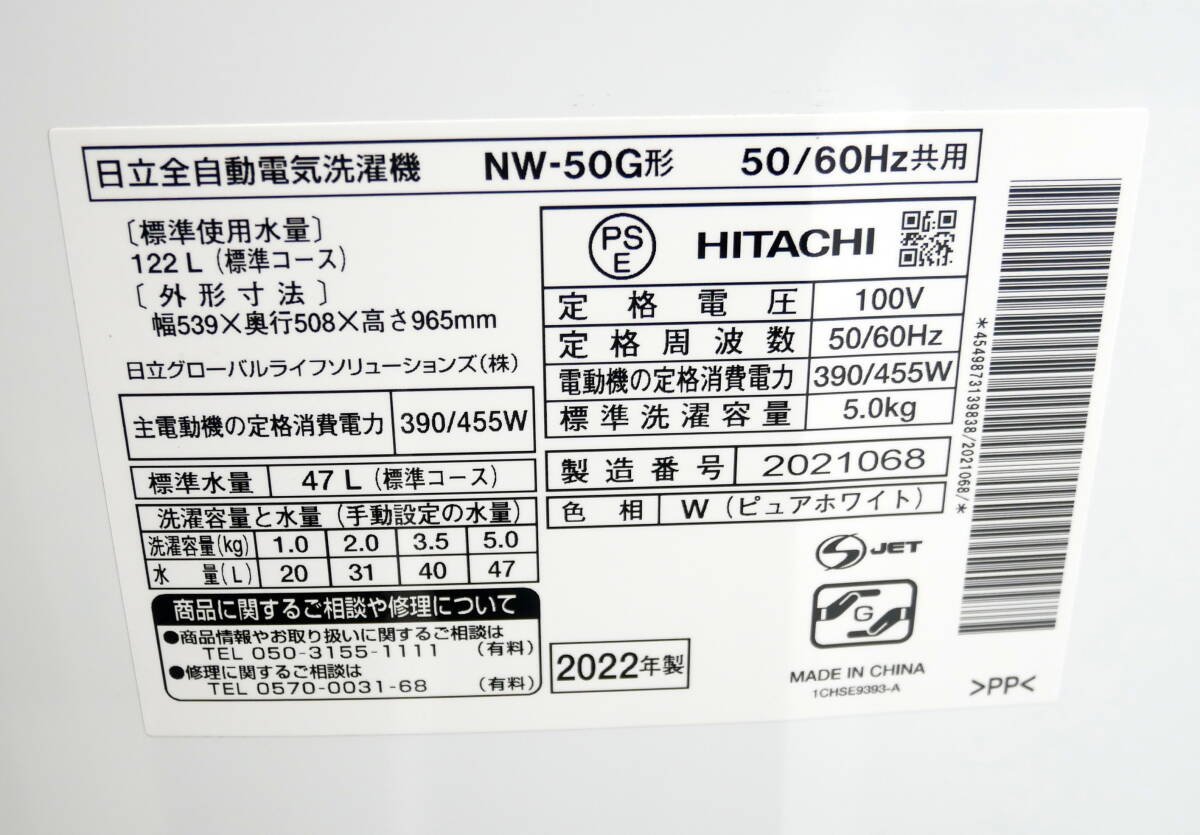 日立全自動電気洗濯機 NW-50G形 50/60Hz共用
〔標準使用水量〕
122 L (標準コース)
〔外形寸法〕
幅539×奥行508×高さ965mm
日立グローバルライフソリューションズ(株)
主電動機の定格消費電力 390/455W
標準水量 47 L (標準コース)
洗濯容量と水量 (手動設定の水量)
洗濯容量(kg) 1.0 2.0 3.5 5.0
水 量(L) 20 31 40 47
商品に関するご相談や修理について
●商品情報やお取り扱いに関するご相談は
TEL 050-3155-1111 (有料)
●修理に関するご相談は
TEL 0570-0031-68 (有料)
PS
E
HITACHI
定格電圧 100V
定格周波数 50/60Hz
電動機の定格消費電力 390/455W
標準洗濯容量 5.0kg
製造番号 2021068
色相 W (ピュアホワイト)
JET
G
2022年製
MADE IN CHINA
1CHSE9393-A
>PP<
*4549873139838/2021068/*